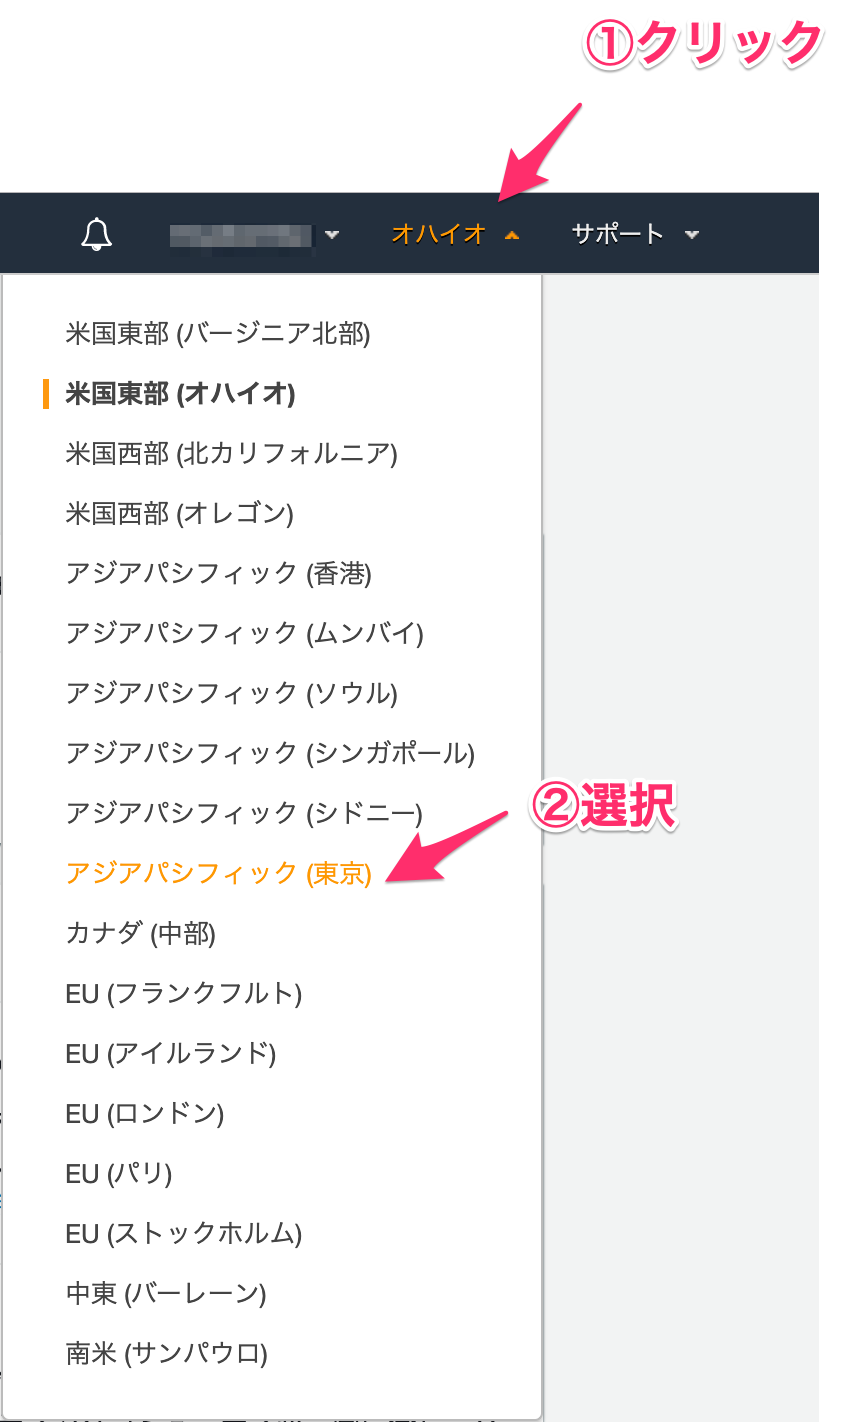 ①クリック
オハイオ サポート
米国東部 (バージニア北部)
米国東部 (オハイオ)
米国西部 (北カリフォルニア)
米国西部 (オレゴン)
アジアパシフィック (香港)
アジアパシフィック (ムンバイ)
アジアパシフィック (ソウル)
アジアパシフィック (シンガポール)
アジアパシフィック (シドニー)
②選択
アジアパシフィック (東京)
カナダ (中部)
EU (フランクフルト)
EU (アイルランド)
EU (ロンドン)
EU (パリ)
EU (ストックホルム)
中東 (バーレーン)
南米 (サンパウロ)